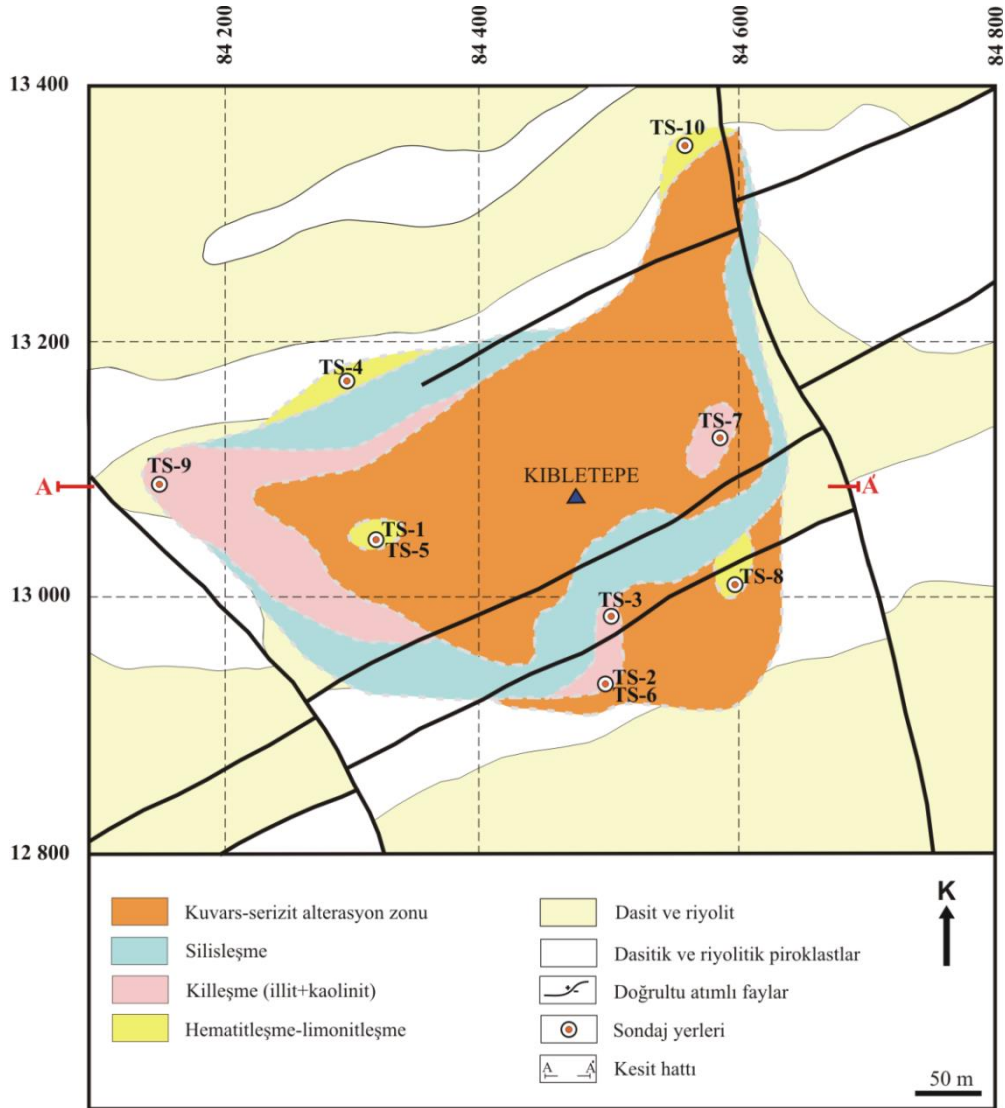 84 200
84 400
84 600
84 800
13 400
TS-10
13 200
TS-4
TS-7
TS-9
KIBLETEPE
A
A'
TS-1
TS-5
TS-8
13 000
TS-3
TS-2
TS-6
12 800
Kuvars-serizit alterasyon zonu
Silisleşme
Killeşme (illit+kaolinit)
Hematitleşme-limonitleşme
Dasit ve riyolit
Dasitik ve riyolitik piroklastlar
Doğrultu atımlı faylar
Sondaj yerleri
A A'
Kesit hattı
K
50 m